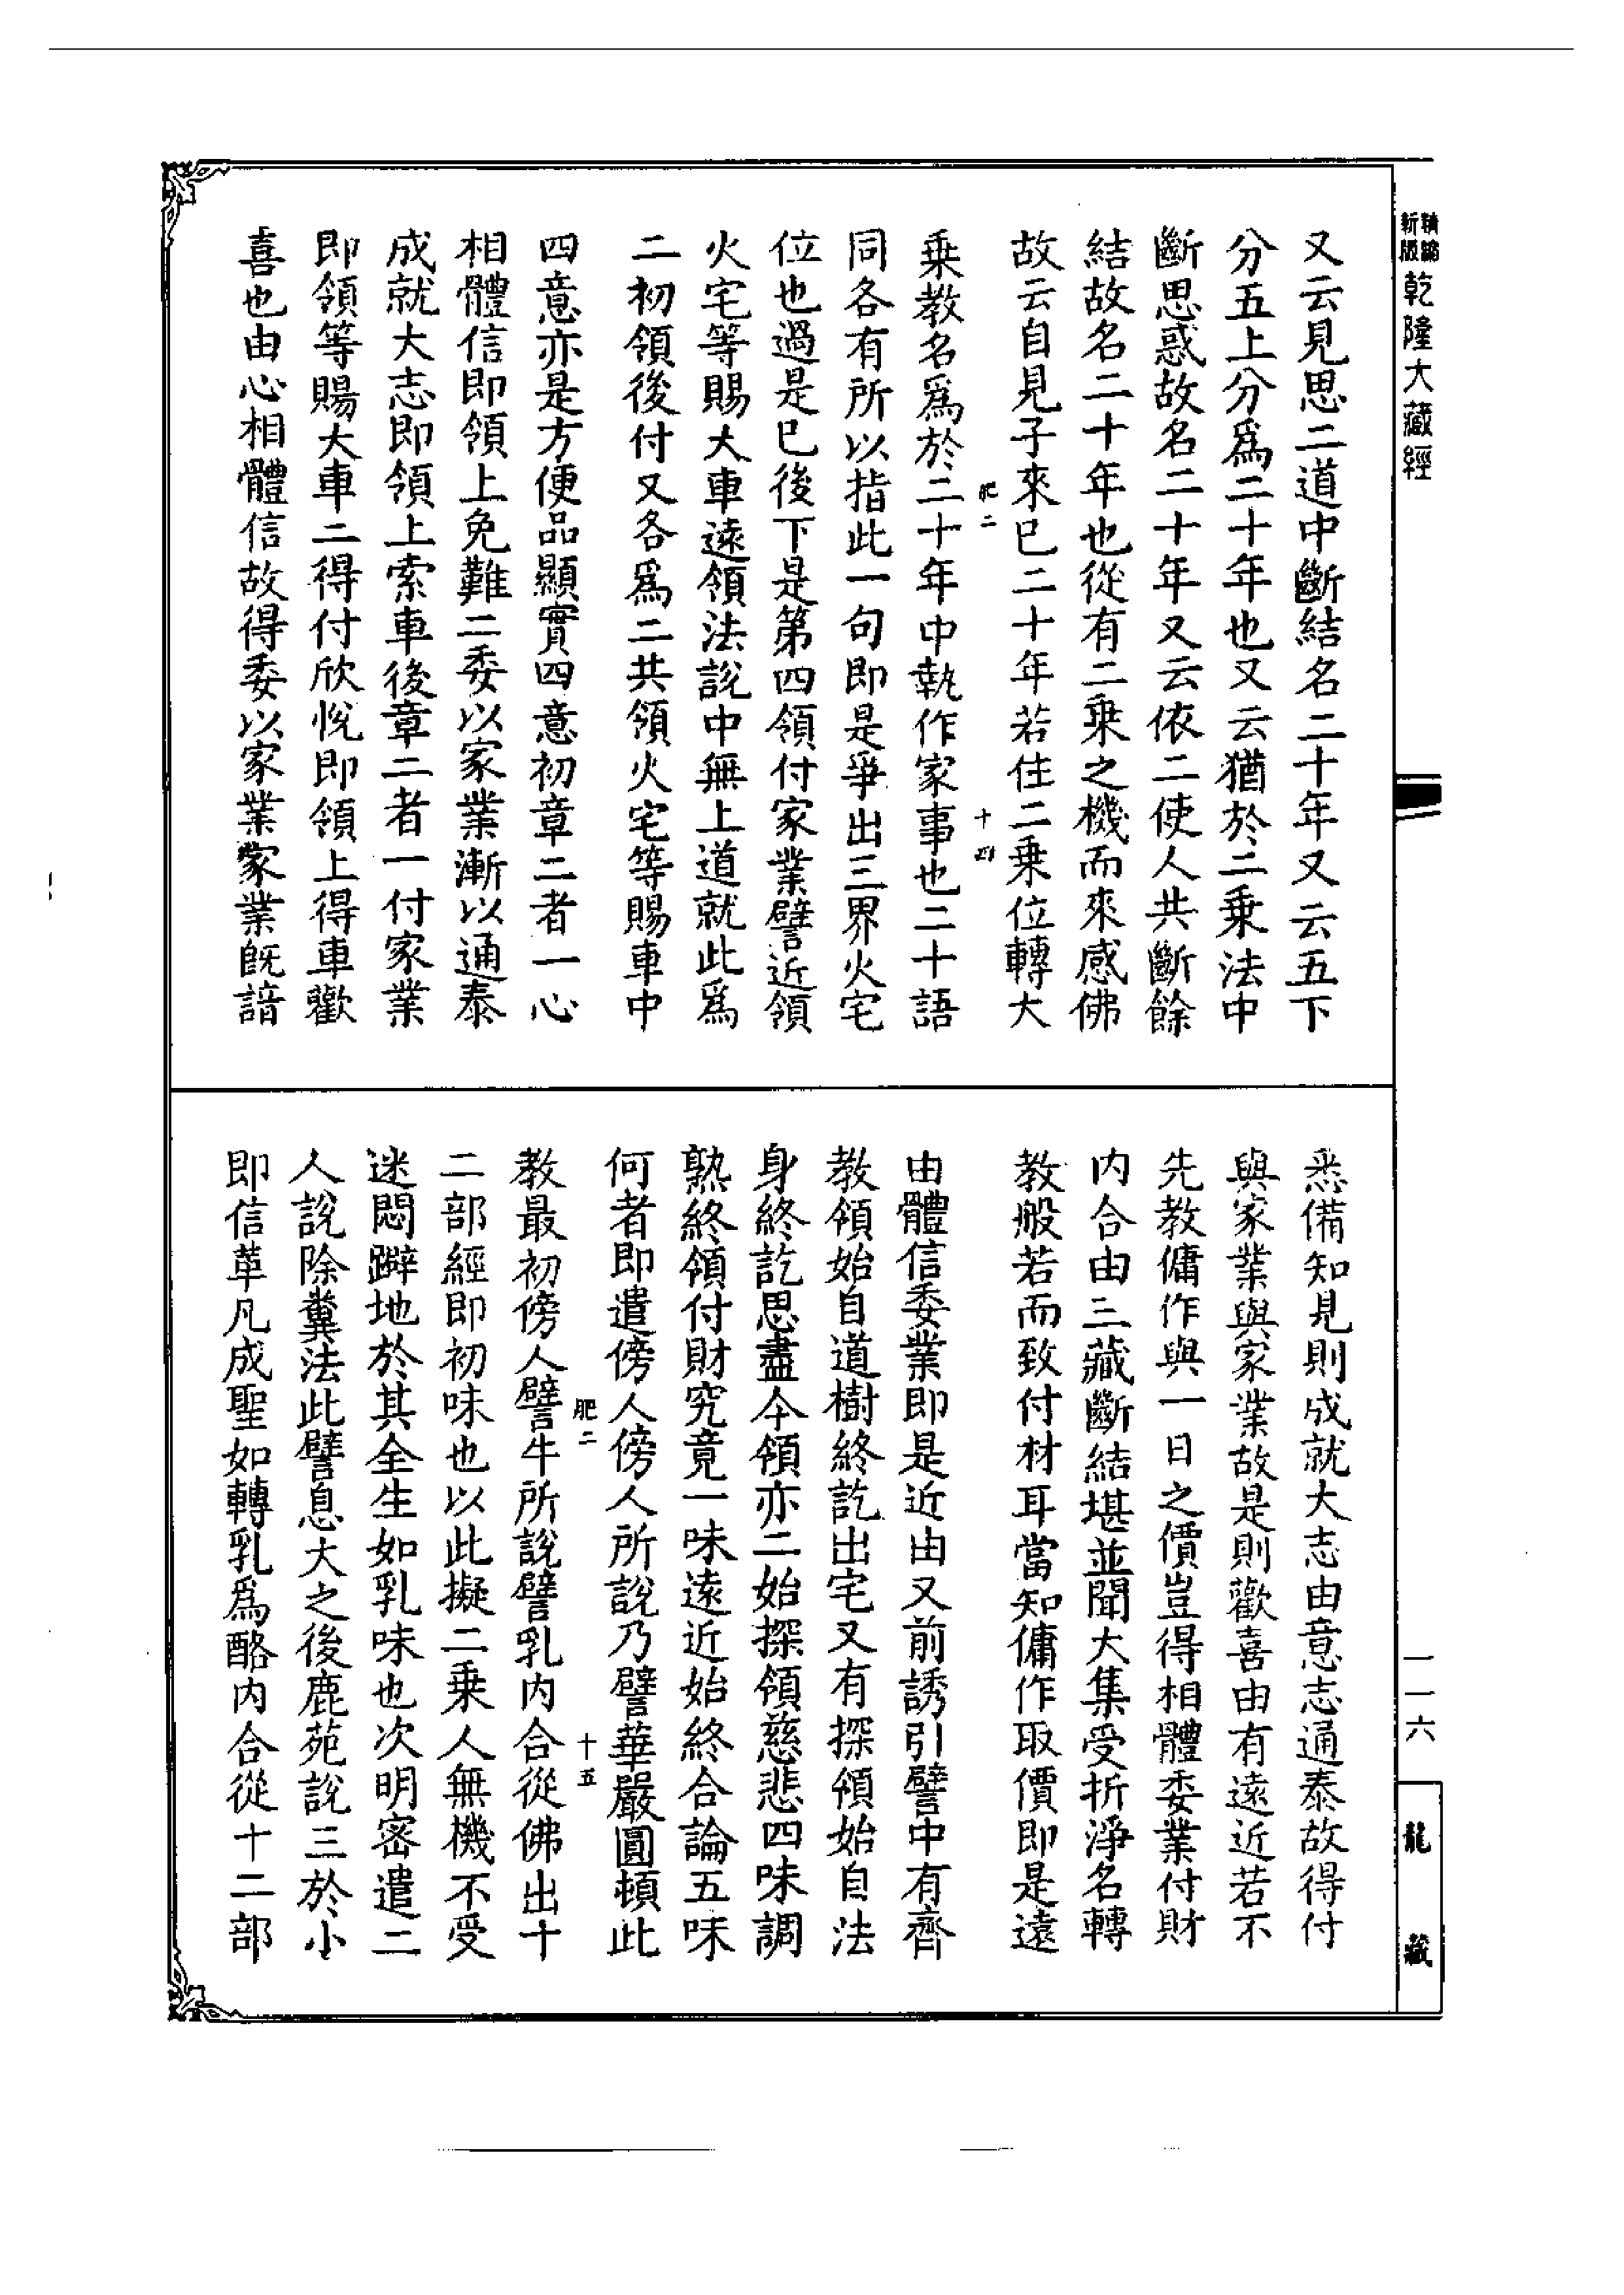 新版精縮
乾隆大藏經
又云見思二道中斷結名二十年又云五下
分五上分爲二十年也又云猶於二乗法中
斷思惑故名二十年又云依二使人共斷餘
結故名二十年也從有二乗之機而來感佛
故云自見子來已二十年若住二乗位轉大
肥二
十四
乗教名爲於二十年中執作家事也二十語
同各有所以指此一句即是爭出三界火宅
位也過是已後下是第四領付家業譬近領
火宅等賜大車遠領法說中無上道就此爲
二初領後付又各爲二共領火宅等賜車中
四意亦是方便品顯實四意初章二者一心
相體信即領上免難二委以家業漸以通泰
成就大志即領上索車後章二者一付家業
即領等賜大車二得付欣悅即領上得車歡
喜也由心相體信故得委以家業家業旣諳
悉備知見則成就大志由意志通泰故得付
與家業與家業故是則歡喜由有遠近若不
先教傭作與一日之價豈得相體委業付財
内合由三藏斷結堪並聞大集受折淨名轉
教般若而致付材耳當知傭作取價即是遠
由體信委業即是近由又前誘引譬中有齊
教領始自道樹終訖出宅又有探領始自法
身終訖思盡今領亦二始探領慈悲四味調
熟終領付財究竟一味遠近始終合論五味
何者即遣傍人傍人所說乃譬華嚴圓頓此
肥二
十五
教最初傍人譬牛所說譬乳内合從佛出十
二部經即初味也以此擬二乗人無機不受
迷悶躃地於其全生如乳味也次明密遣二
人說除糞法此譬息大之後鹿苑說三於小
即信革凡成聖如轉乳爲酪内合從十二部
一一六
龍藏